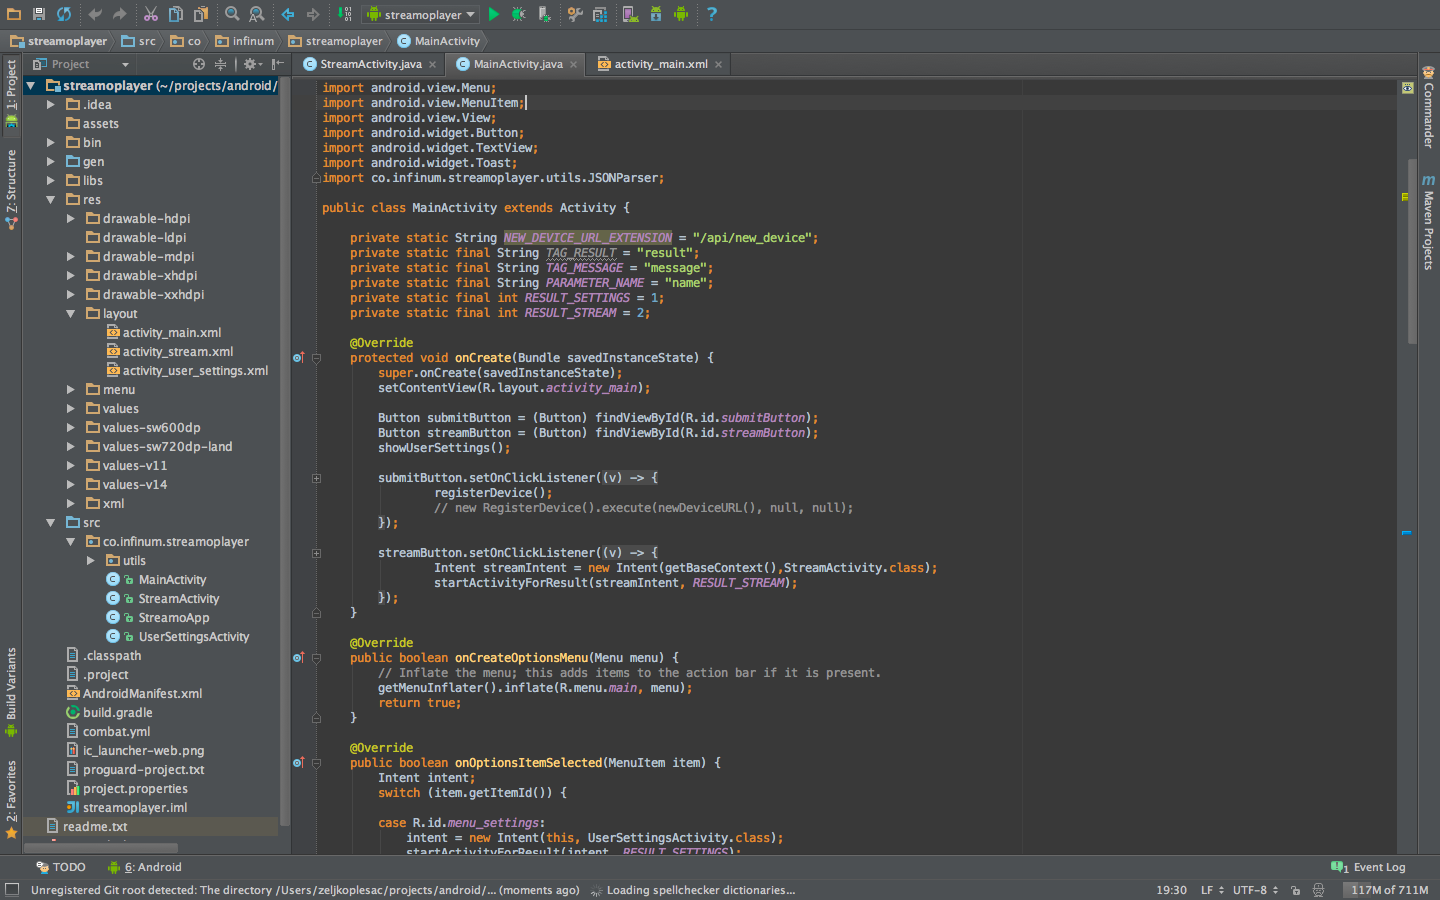 streamoplayer
streamoplayer src co infinum streamoplayer MainActivity
Project
StreamActivity.java MainActivity.java activity_main.xml
1: Project
Z: Structure
Build Variants
2: Favorites
streamoplayer (~/projects/android/
.idea
assets
bin
gen
libs
res
drawable-hdpi
drawable-ldpi
drawable-mdpi
drawable-xhdpi
drawable-xxhdpi
layout
activity_main.xml
activity_stream.xml
activity_user_settings.xml
menu
values
values-sw600dp
values-sw720dp-land
values-v11
values-v14
xml
src
co.infinum.streamoplayer
utils
MainActivity
StreamActivity
StreamoApp
UserSettingsActivity
.classpath
.project
AndroidManifest.xml
build.gradle
combat.yml
ic_launcher-web.png
proguard-project.txt
project.properties
streamoplayer.iml
readme.txt
import android.view.Menu;
import android.view.MenuItem;
import android.view.View;
import android.widget.Button;
import android.widget.TextView;
import android.widget.Toast;
import co.infinum.streamoplayer.utils.JSONParser;
public class MainActivity extends Activity {
private static String NEW_DEVICE_URL_EXTENSION = "/api/new_device";
private static final String TAG_RESULT = "result";
private static final String TAG_MESSAGE = "message";
private static final String PARAMETER_NAME = "name";
private static final int RESULT_SETTINGS = 1;
private static final int RESULT_STREAM = 2;
@Override
protected void onCreate(Bundle savedInstanceState) {
super.onCreate(savedInstanceState);
setContentView(R.layout.activity_main);
Button submitButton = (Button) findViewById(R.id.submitButton);
Button streamButton = (Button) findViewById(R.id.streamButton);
showUserSettings();
submitButton.setOnClickListener((v) -> {
registerDevice();
// new RegisterDevice().execute(newDeviceURL(), null, null);
});
streamButton.setOnClickListener((v) -> {
Intent streamIntent = new Intent(getBaseContext(),StreamActivity.class);
startActivityForResult(streamIntent, RESULT_STREAM);
});
}
@Override
public boolean onCreateOptionsMenu(Menu menu) {
// Inflate the menu; this adds items to the action bar if it is present.
getMenuInflater().inflate(R.menu.main, menu);
return true;
}
@Override
public boolean onOptionsItemSelected(MenuItem item) {
Intent intent;
switch (item.getItemId()) {
case R.id.menu_settings:
intent = new Intent(this, UserSettingsActivity.class);
startActivityForResult(intent, RESULT_SETTINGS);
Commander
Maven Projects
TODO 6: Android 1 Event Log
Unregistered Git root detected: The directory /Users/zeljkoplesac/projects/android/... (moments ago) Loading spellchecker dictionaries... 19:30 LF UTF-8 117M of 711M